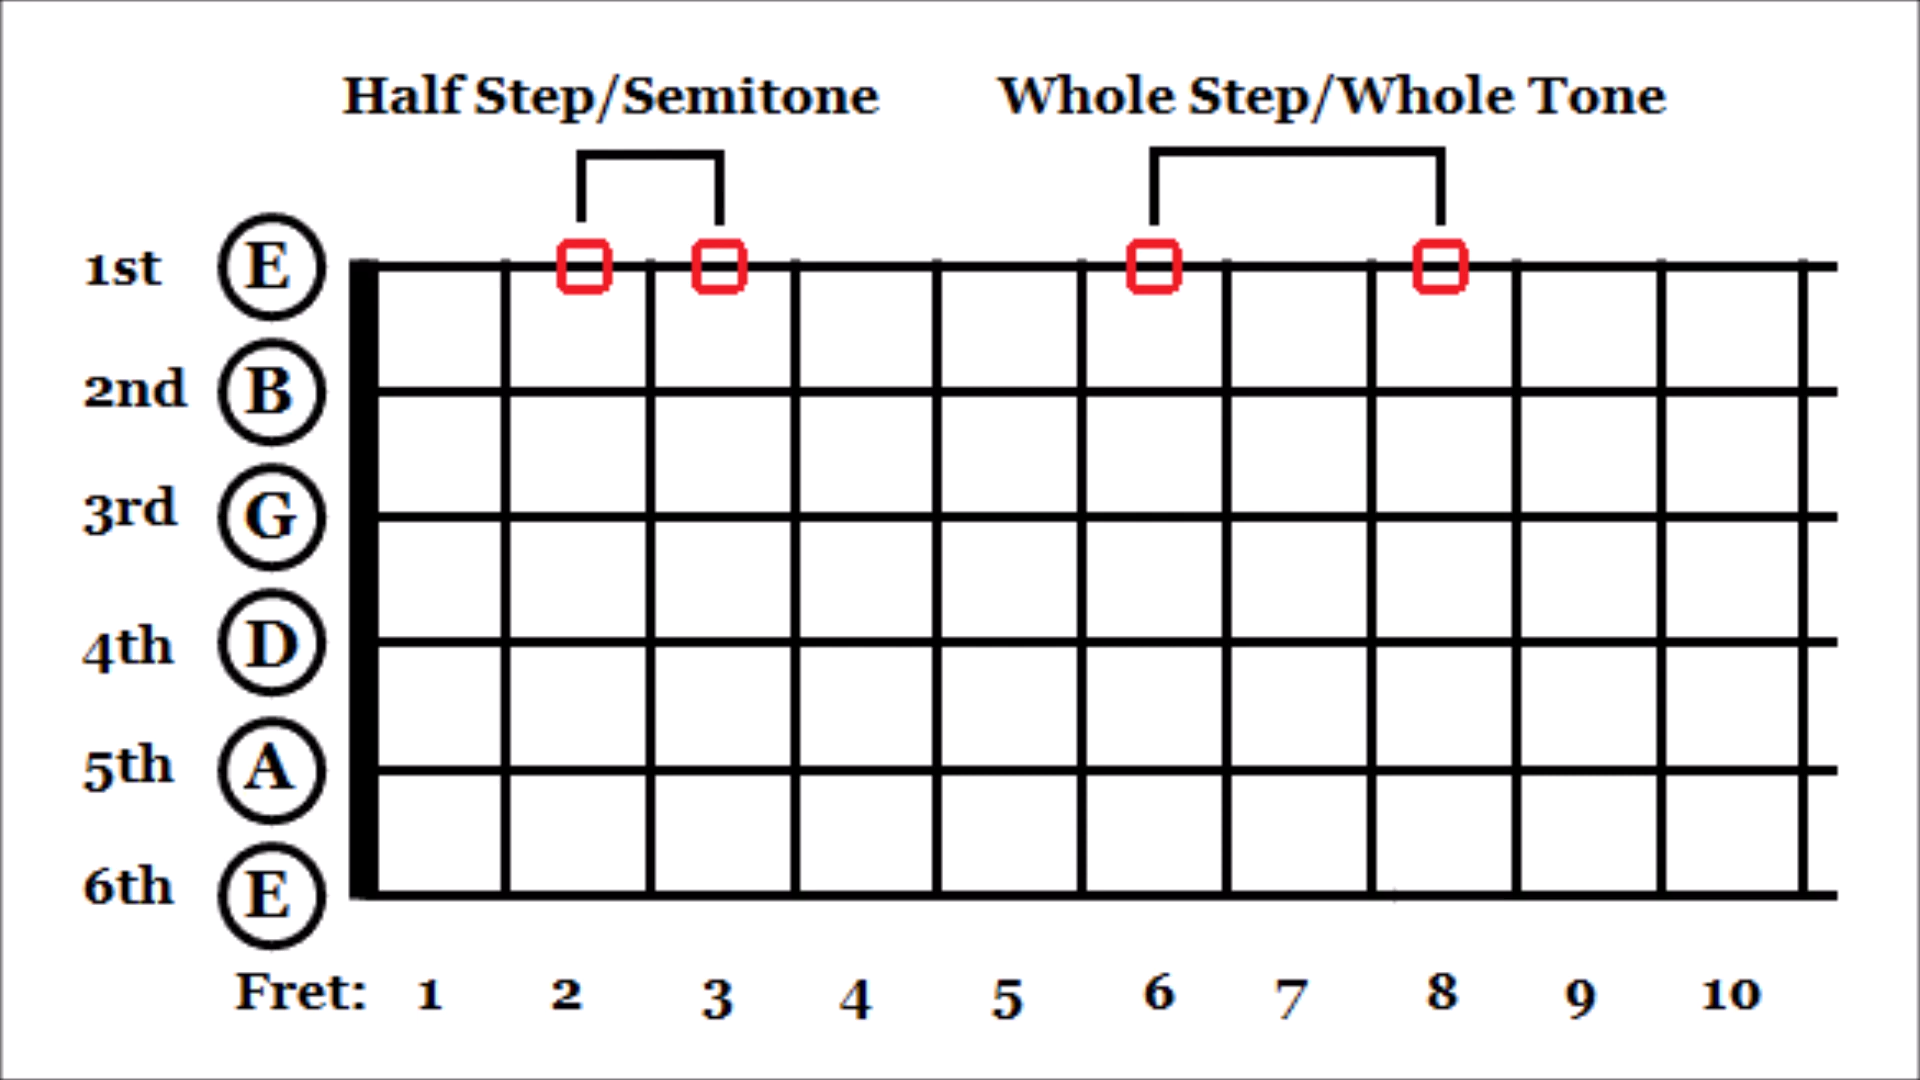 Half Step/Semitone Whole Step/Whole Tone
1st E
2nd B
3rd G
4th D
5th A
6th E
Fret: 1 2 3 4 5 6 7 8 9 10